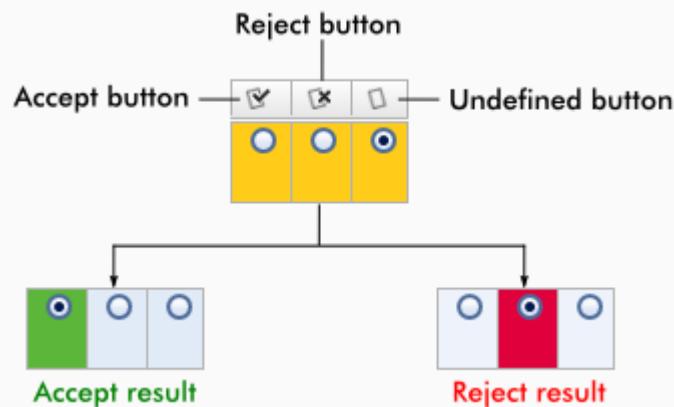 Reject button
Accept button
Undefined button
Accept result
Reject result